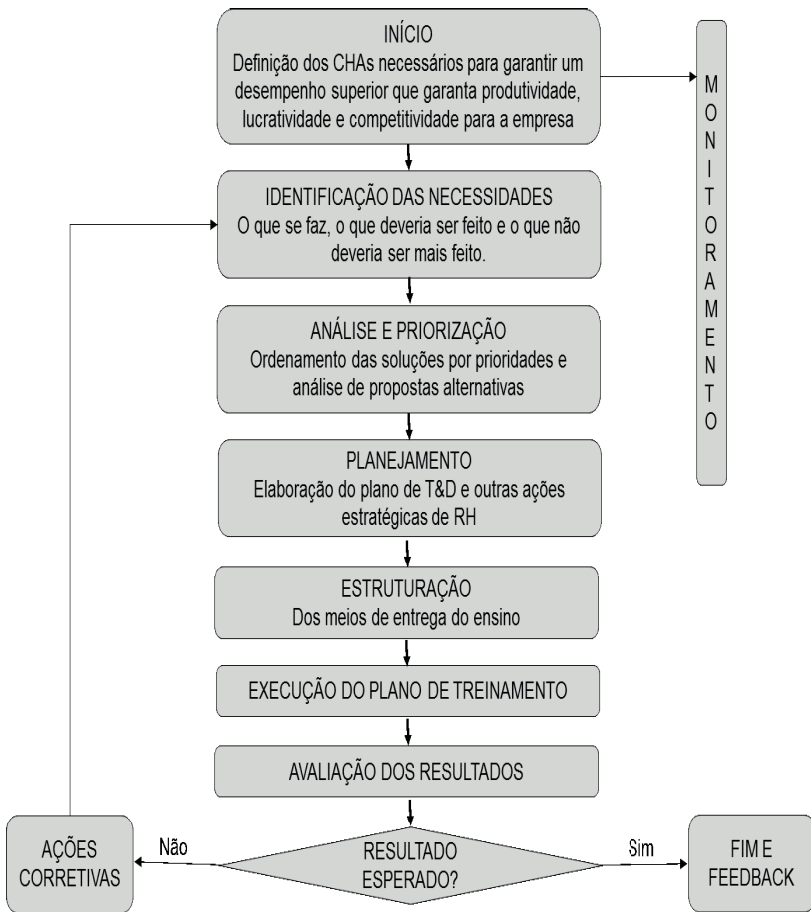 INÍCIO
Definição dos CHAs necessários para garantir um
desempenho superior que garanta produtividade,
lucratividade e competitividade para a empresa
MONITORAMENTO
IDENTIFICAÇÃO DAS NECESSIDADES
O que se faz, o que deveria ser feito e o que não
deveria ser mais feito.
ANÁLISE E PRIORIZAÇÃO
Ordenamento das soluções por prioridades e
análise de propostas alternativas
PLANEJAMENTO
Elaboração do plano de T&D e outras ações
estratégicas de RH
ESTRUTURAÇÃO
Dos meios de entrega do ensino
EXECUÇÃO DO PLANO DE TREINAMENTO
AVALIAÇÃO DOS RESULTADOS
RESULTADO
ESPERADO?
Não
AÇÕES
CORRETIVAS
Sim
FIM E
FEEDBACK